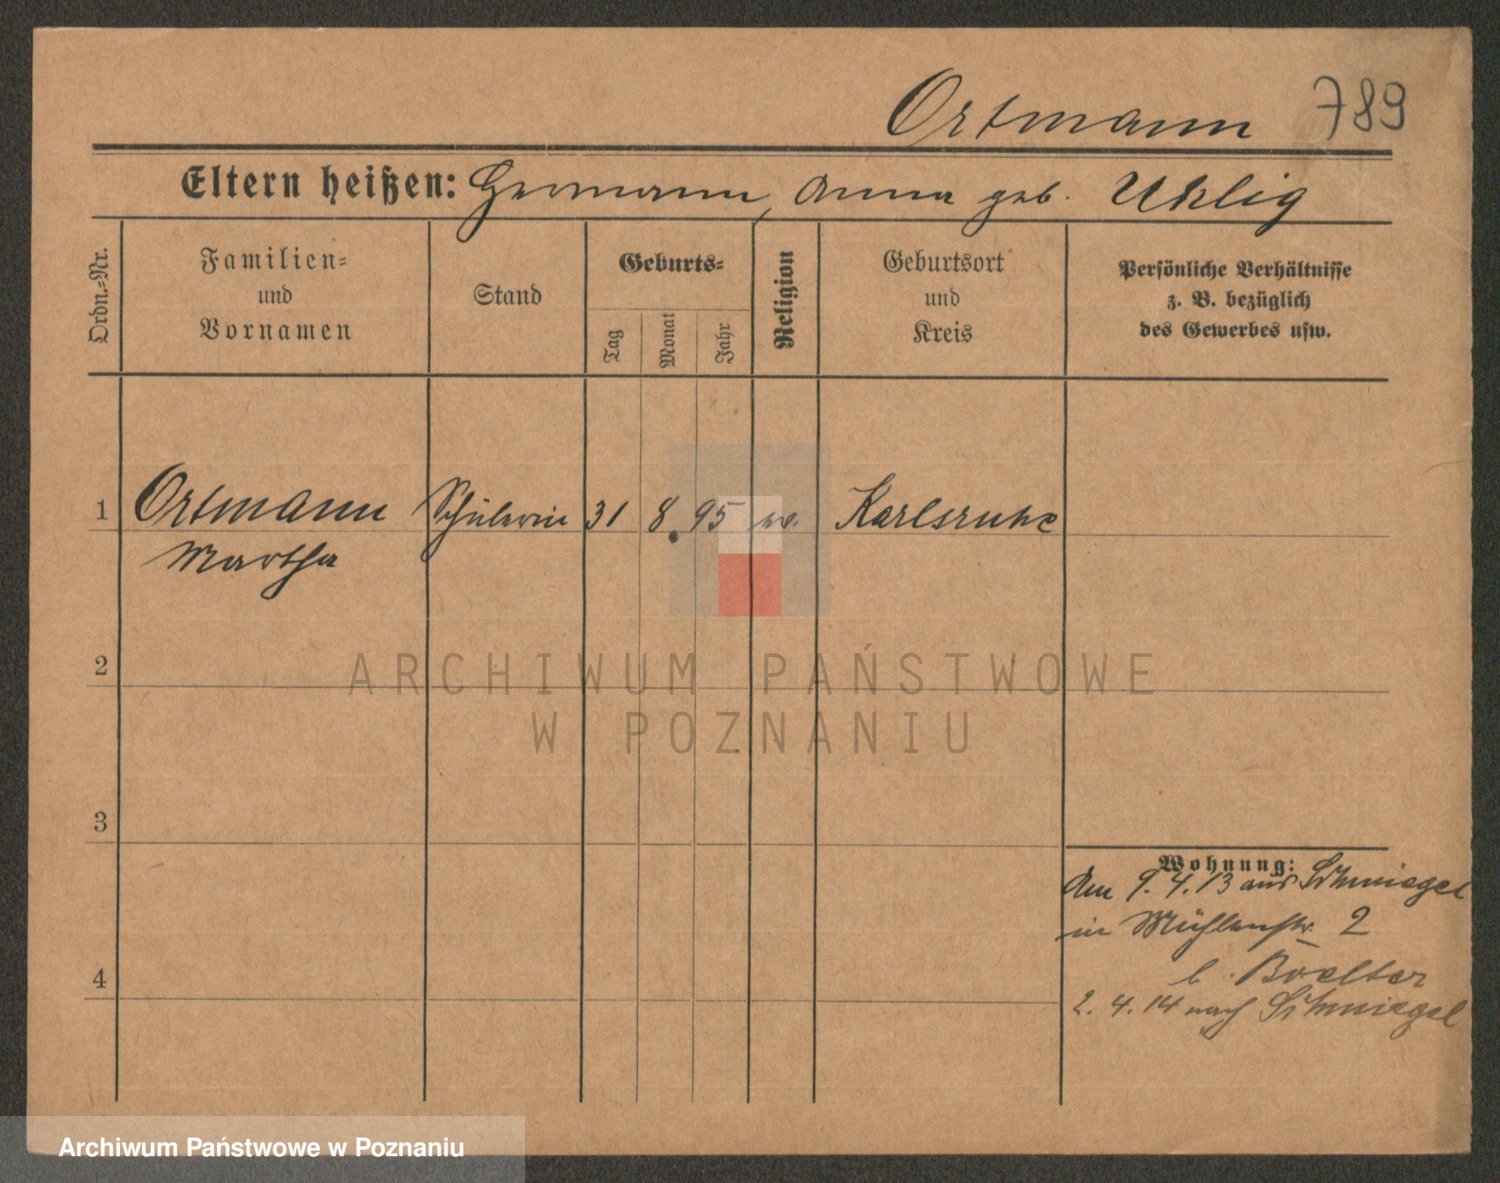 Ortmann 789
Eltern heißen: Hermann, Anna geb. Uhlig
Ordn.-Nr.
Familien-
und
Vornamen
Stand
Geburts-
Tag
Monat
Jahr
Religion
Geburtsort
und
Kreis
Persönliche Verhältnisse
z. B. bezüglich
des Gewerbes usw.
1 Ortmann Schülerin 31 8. 95 ev. Karlsruhe
Martha
2
ARCHIWUM PAŃSTWOWE
W POZNANIU
3
Wohnung:
Am 9.4.13 aus Schmiegel
in Mühlenstr. 2
b. Boelter
4
2. 4. 14 nach Schmiegel
Archiwum Państwowe w Poznaniu